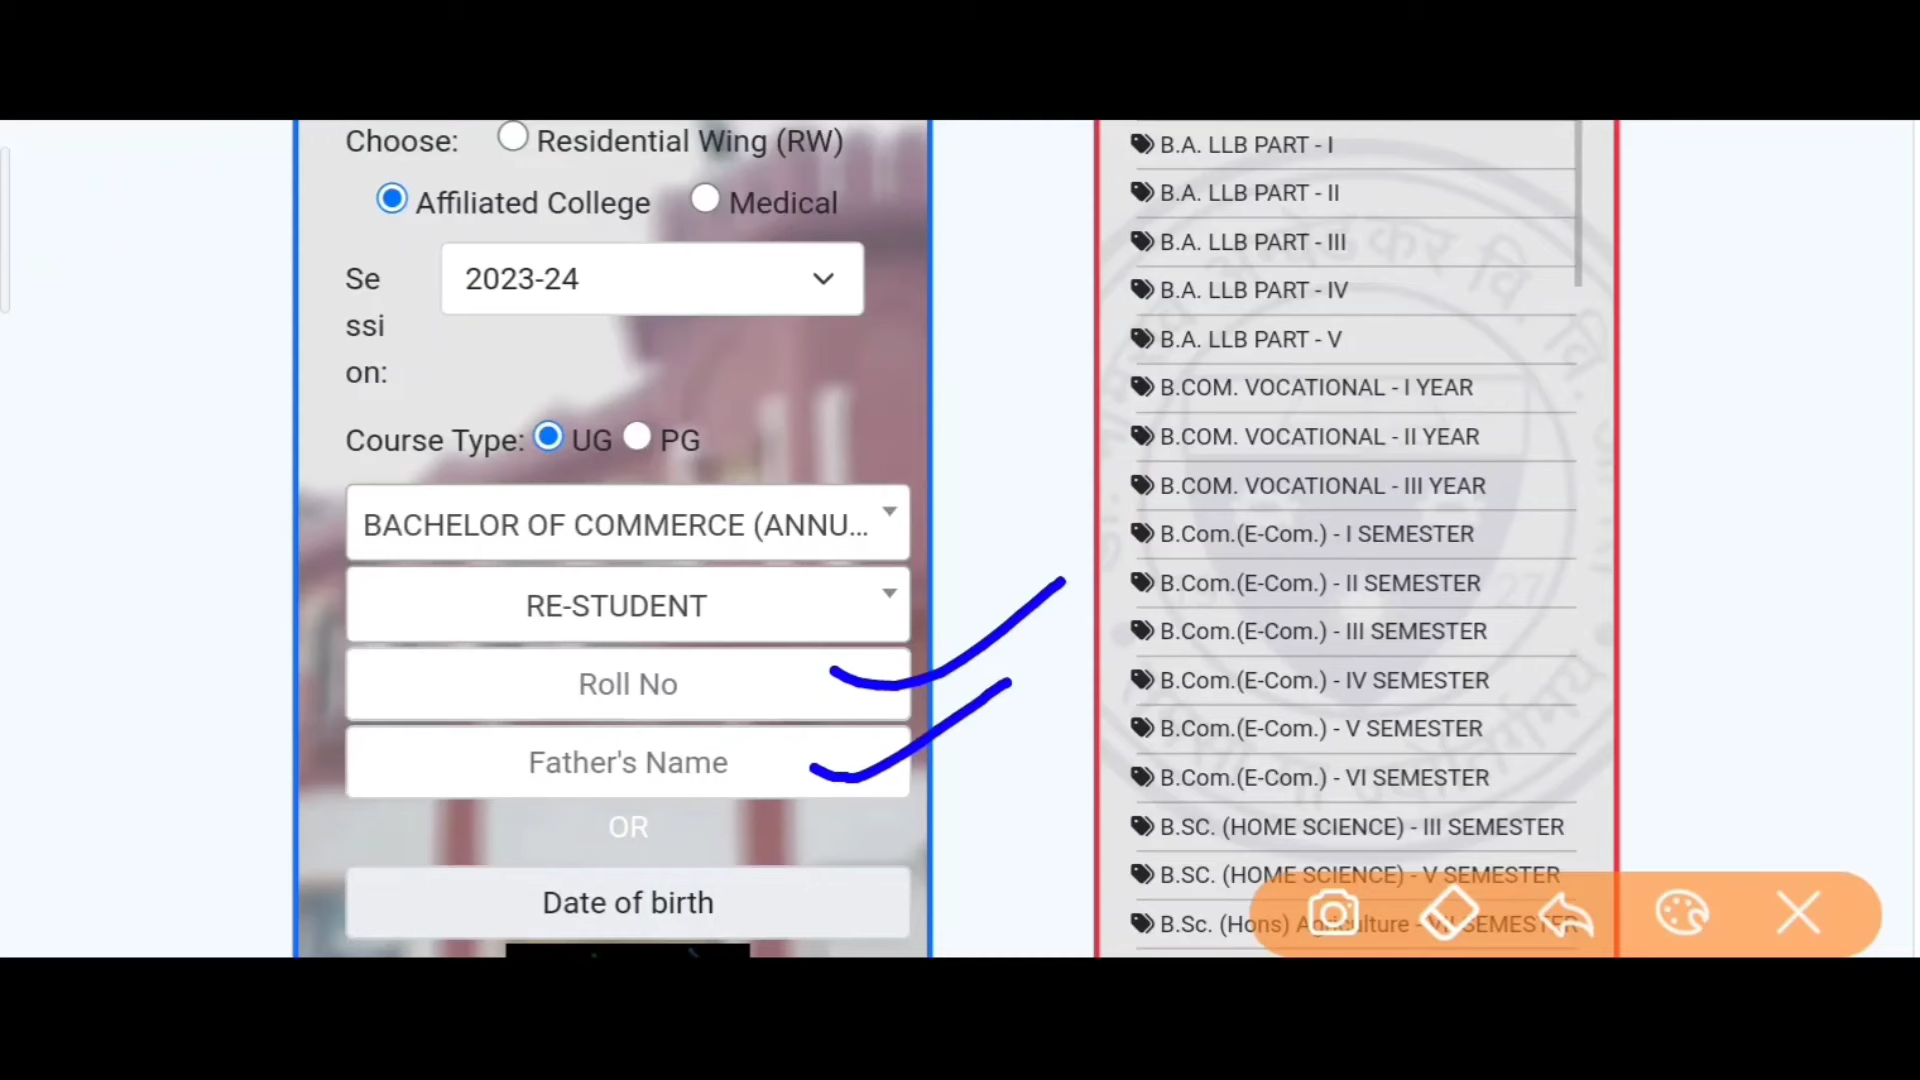 Choose: Residential Wing (RW)
Affiliated College Medical
Se
ssi
on:
2023-24
Course Type: UG PG
BACHELOR OF COMMERCE (ANNU...
RE-STUDENT
Roll No
Father's Name
OR
Date of birth
B.A. LLB PART - I
B.A. LLB PART - II
B.A. LLB PART - III
B.A. LLB PART - IV
B.A. LLB PART - V
B.COM. VOCATIONAL - I YEAR
B.COM. VOCATIONAL - II YEAR
B.COM. VOCATIONAL - III YEAR
B.Com.(E-Com.) - I SEMESTER
B.Com.(E-Com.) - II SEMESTER
B.Com.(E-Com.) - III SEMESTER
B.Com.(E-Com.) - IV SEMESTER
B.Com.(E-Com.) - V SEMESTER
B.Com.(E-Com.) - VI SEMESTER
B.SC. (HOME SCIENCE) - III SEMESTER
B.SC. (HOME SCIENCE) - V SEMESTER
B.Sc. (Hons) Agriculture - VII SEMESTER